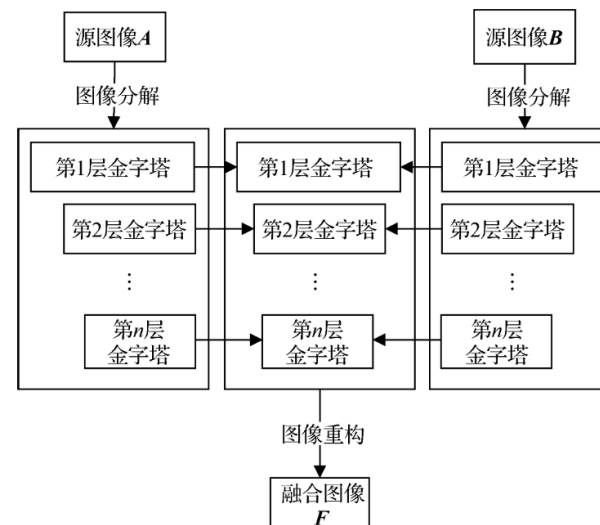 源图像A
源图像B
图像分解
图像分解
第1层金字塔
第1层金字塔
第1层金字塔
第2层金字塔
第2层金字塔
第2层金字塔
⋮
⋮
⋮
第n层
金字塔
第n层
金字塔
第n层
金字塔
图像重构
融合图像
F